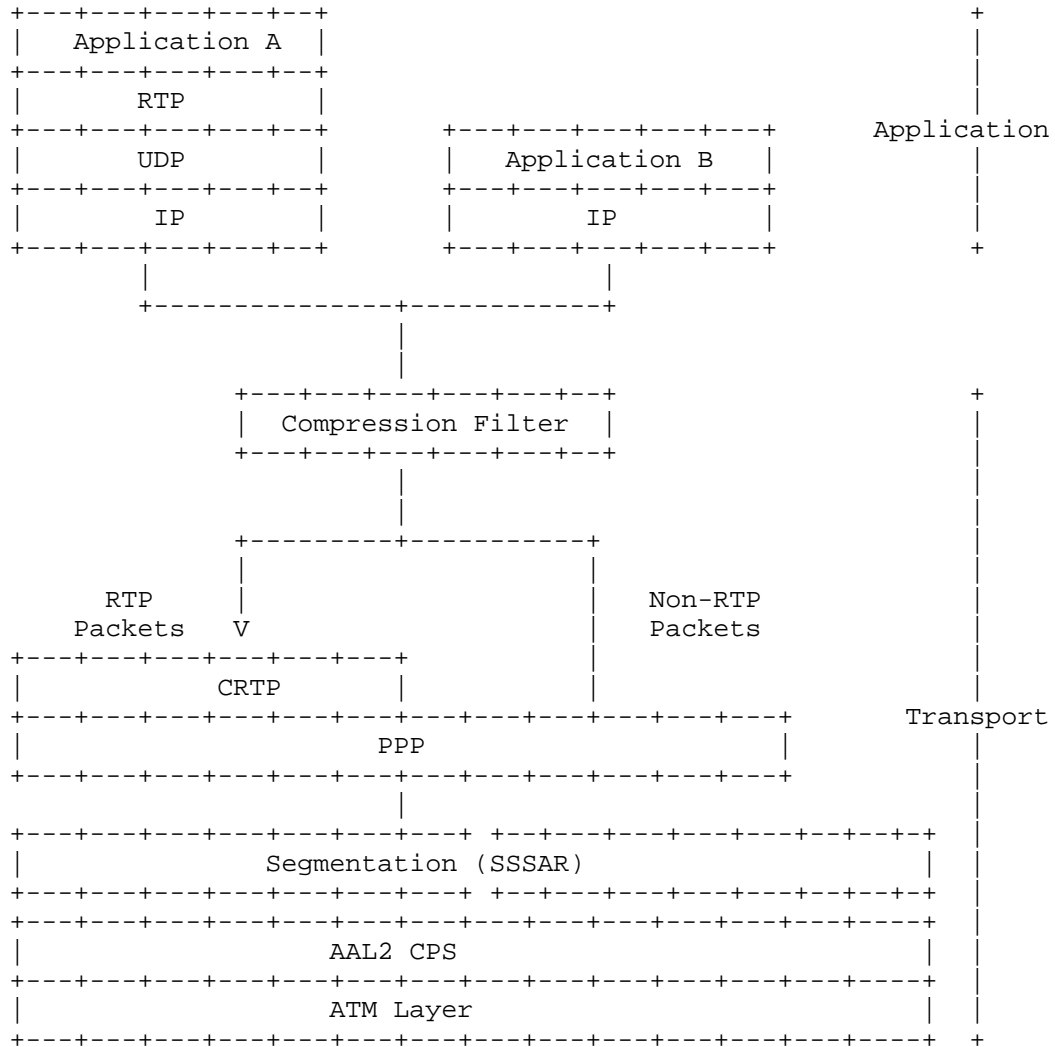 Application A
RTP
Application
UDP Application B
IP IP
Compression Filter
RTP Non-RTP
Packets V Packets
CRTP
Transport
PPP
Segmentation (SSSAR)
AAL2 CPS
ATM Layer